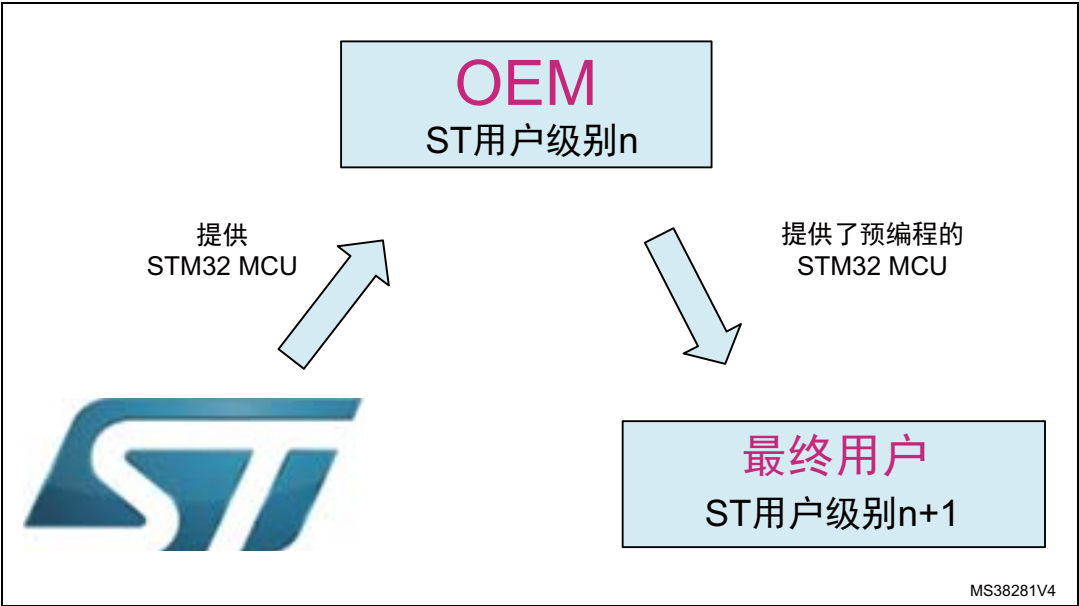 OEM
ST用户级别n
提供
STM32 MCU
提供了预编程的
STM32 MCU
ST
最终用户
ST用户级别n+1
MS38281V4